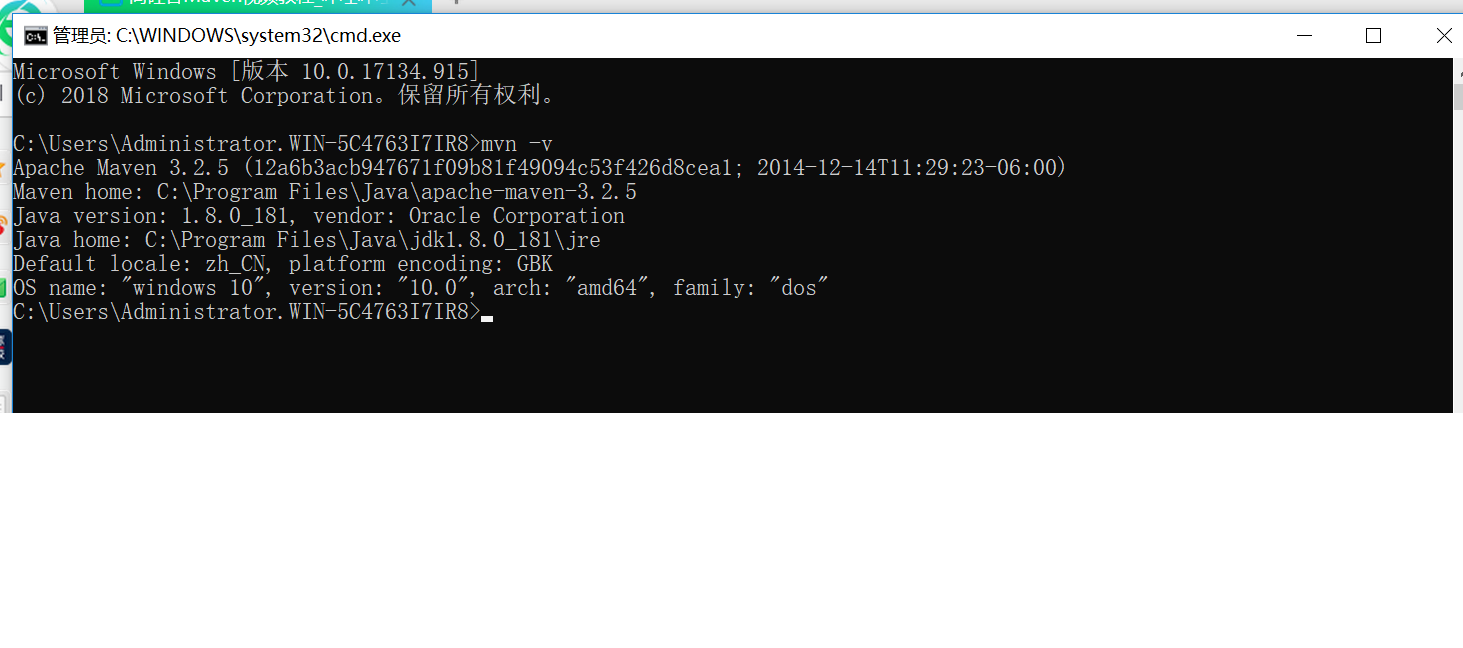 管理员: C:\WINDOWS\system32\cmd.exe
Microsoft Windows [版本 10.0.17134.915]
(c) 2018 Microsoft Corporation。保留所有权利。
C:\Users\Administrator.WIN-5C4763I7IR8>mvn -v
Apache Maven 3.2.5 (12a6b3acb947671f09b81f49094c53f426d8cea1; 2014-12-14T11:29:23-06:00)
Maven home: C:\Program Files\Java\apache-maven-3.2.5
Java version: 1.8.0_181, vendor: Oracle Corporation
Java home: C:\Program Files\Java\jdk1.8.0_181\jre
Default locale: zh_CN, platform encoding: GBK
OS name: "windows 10", version: "10.0", arch: "amd64", family: "dos"
C:\Users\Administrator.WIN-5C4763I7IR8>